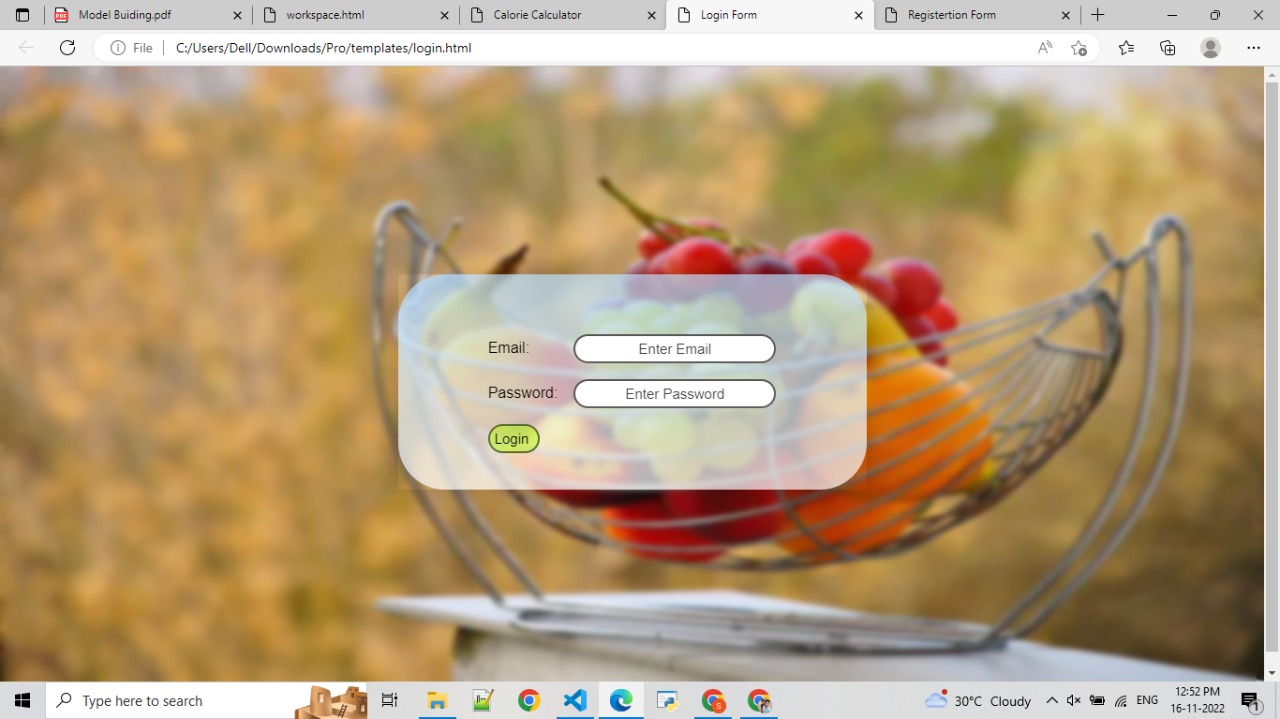 Model Buiding.pdf
workspace.html
Calorie Calculator
Login Form
Registertion Form
File
C:/Users/Dell/Downloads/Pro/templates/login.html
Email:
Enter Email
Password:
Enter Password
Login
Type here to search
30°C Cloudy
ENG
12:52 PM
16-11-2022
1